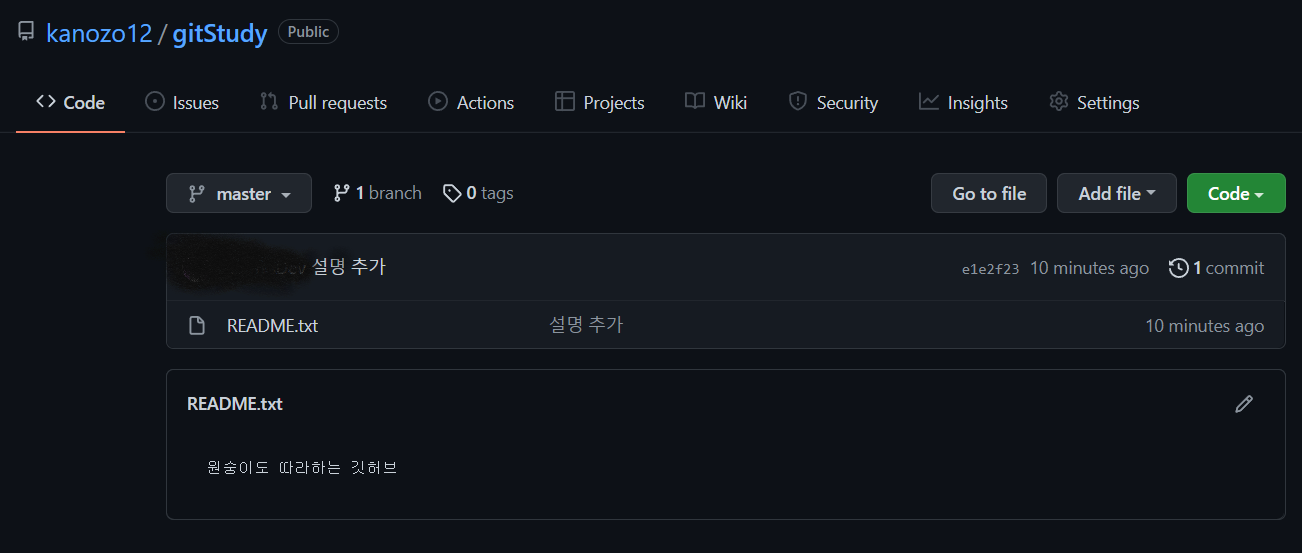 kanozo12 / gitStudy Public
Code Issues Pull requests Actions Projects Wiki Security Insights Settings
master 1 branch 0 tags Go to file Add file Code
설명 추가 e1e2f23 10 minutes ago 1 commit
README.txt 설명 추가 10 minutes ago
README.txt
원숭이도 따라하는 깃허브